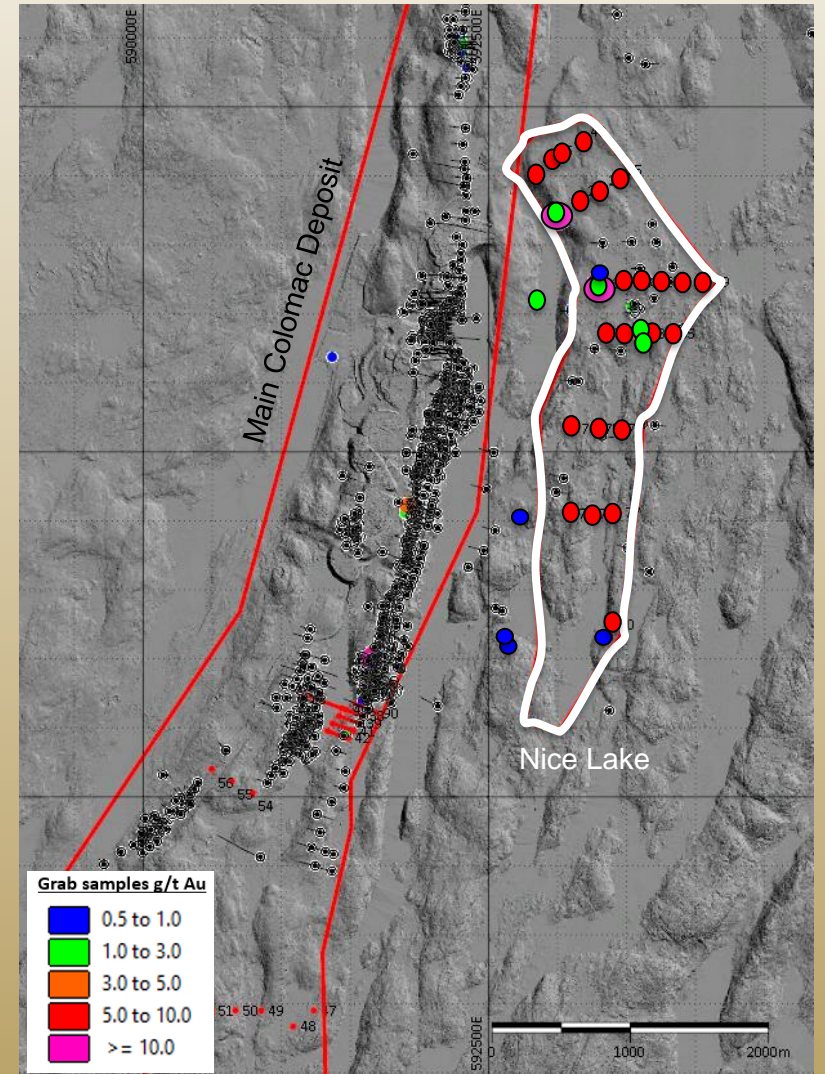 590000E
592500E
Main Colomac Deposit
Nice Lake
56
55
54
51 50 49 47
48
Grab samples g/t Au
0.5 to 1.0
1.0 to 3.0
3.0 to 5.0
5.0 to 10.0
>= 10.0
592500E
0 1000 2000m